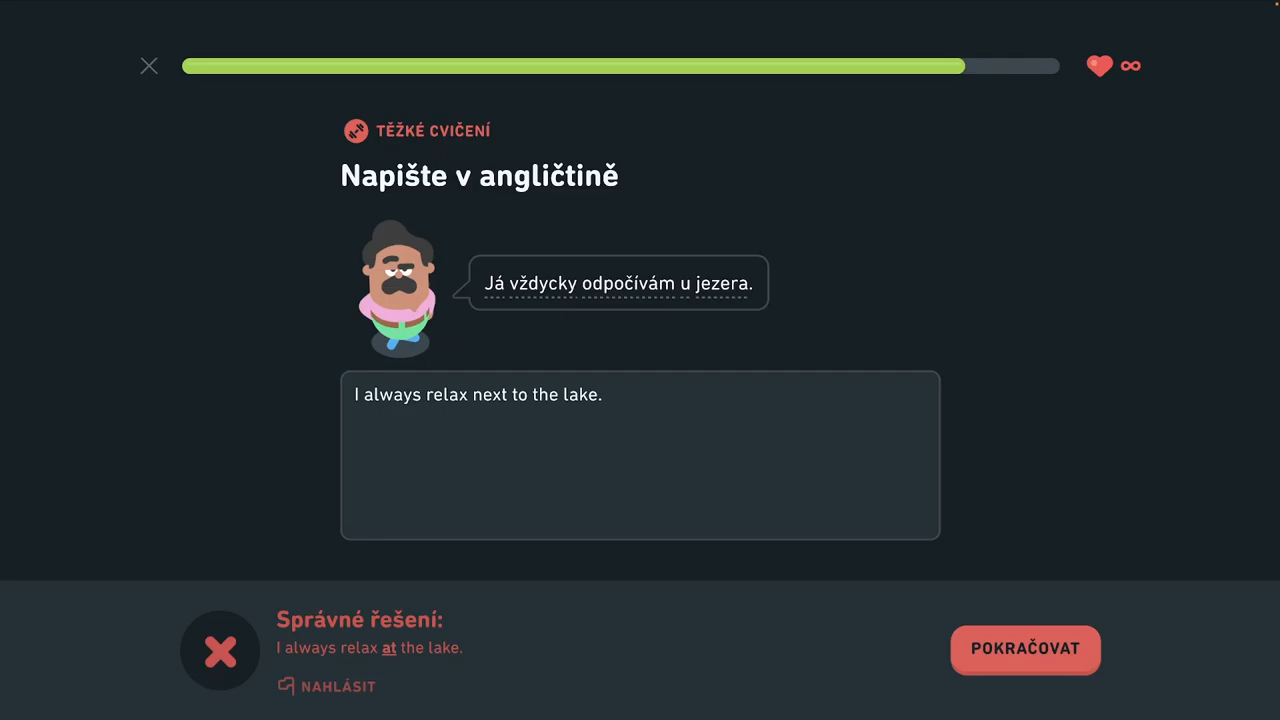 TĚŽKÉ CVIČENÍ
Napište v angličtině
Já vždycky odpočívám u jezera.
I always relax next to the lake.
Správné řešení:
I always relax at the lake.
NAHLÁSIT
POKRAČOVAT